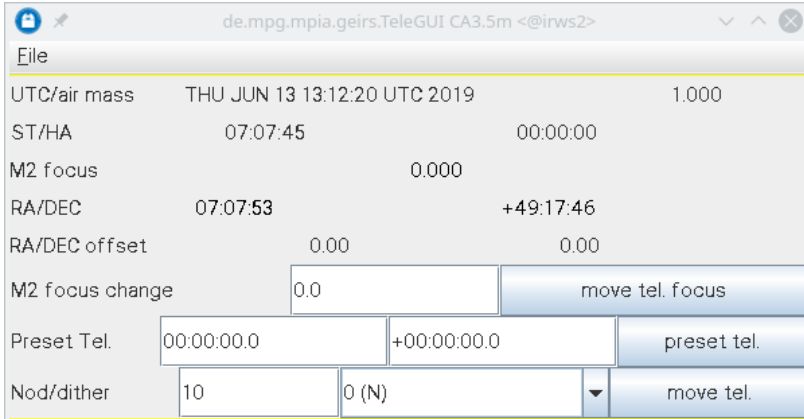 de.mpg.mpia.geirs.TeleGUI CA3.5m <@irws2>
File
UTC/air mass THU JUN 13 13:12:20 UTC 2019 1.000
ST/HA 07:07:45 00:00:00
M2 focus 0.000
RA/DEC 07:07:53 +49:17:46
RA/DEC offset 0.00 0.00
M2 focus change 0.0 move tel. focus
Preset Tel. 00:00:00.0 +00:00:00.0 preset tel.
Nod/dither 10 0 (N) move tel.